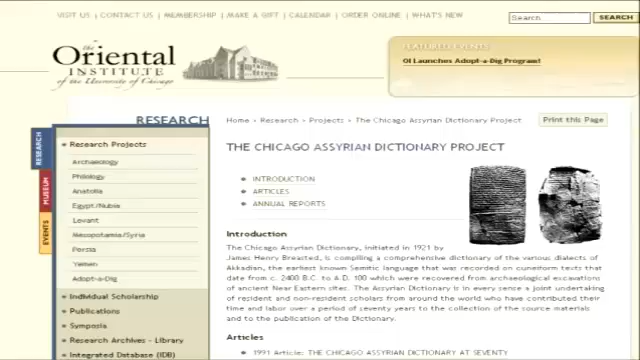 VISIT US | CONTACT US | MEMBERSHIP | MAKE A GIFT | CALENDAR | ORDER ONLINE | WHAT'S NEW
Search
SEARCH
the
Oriental
INSTITUTE
of the University of Chicago
FEATURED EVENTS
OI Launches Adopt-a-Dig Program!
RESEARCH
Home > Research > Projects > The Chicago Assyrian Dictionary Project
Print this Page
RESEARCH
MUSEUM
EVENTS
Research Projects
Archaeology
Philology
Anatolia
Egypt/Nubia
Levant
Mesopotamia/Syria
Persia
Yemen
Adopt-a-Dig
Individual Scholarship
Publications
Symposia
Research Archives - Library
Integrated Database (IDB)
THE CHICAGO ASSYRIAN DICTIONARY PROJECT
INTRODUCTION
ARTICLES
ANNUAL REPORTS
Introduction
The Chicago Assyrian Dictionary, initiated in 1921 by
James Henry Breasted, is compiling a comprehensive dictionary of the various dialects of
Akkadian, the earliest known Semitic language that was recorded on cuneiform texts that
date from c. 2400 B.C. to A.D. 100 which were recovered from archaeological excavations
of ancient Near Eastern sites. The Assyrian Dictionary is in every sense a joint undertaking
of resident and non-resident scholars from around the world who have contributed their
time and labor over a period of seventy years to the collection of the source materials
and to the publication of the Dictionary.
Articles
1991 Article: THE CHICAGO ASSYRIAN DICTIONARY AT SEVENTY